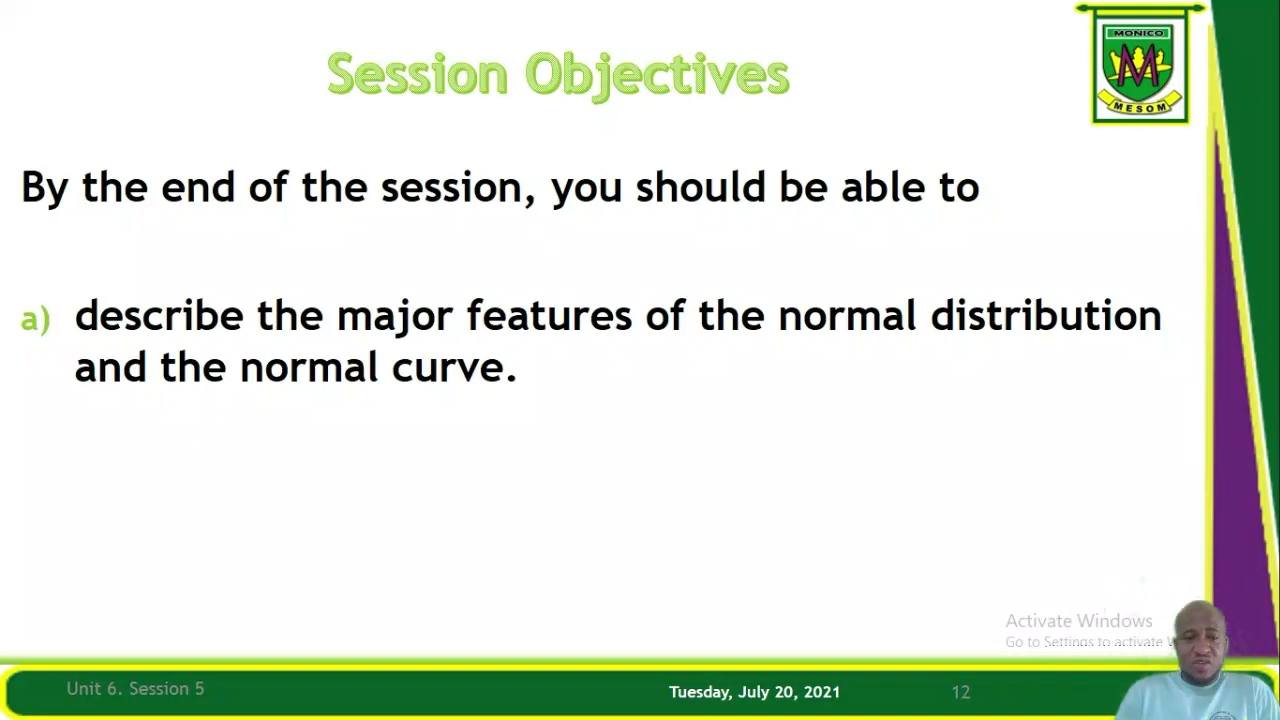 Session Objectives
MONICO
M
MESOM
By the end of the session, you should be able to
a) describe the major features of the normal distribution
and the normal curve.
Activate Windows
Go to Settings to activate
Unit 6. Session 5
Tuesday, July 20, 2021
12